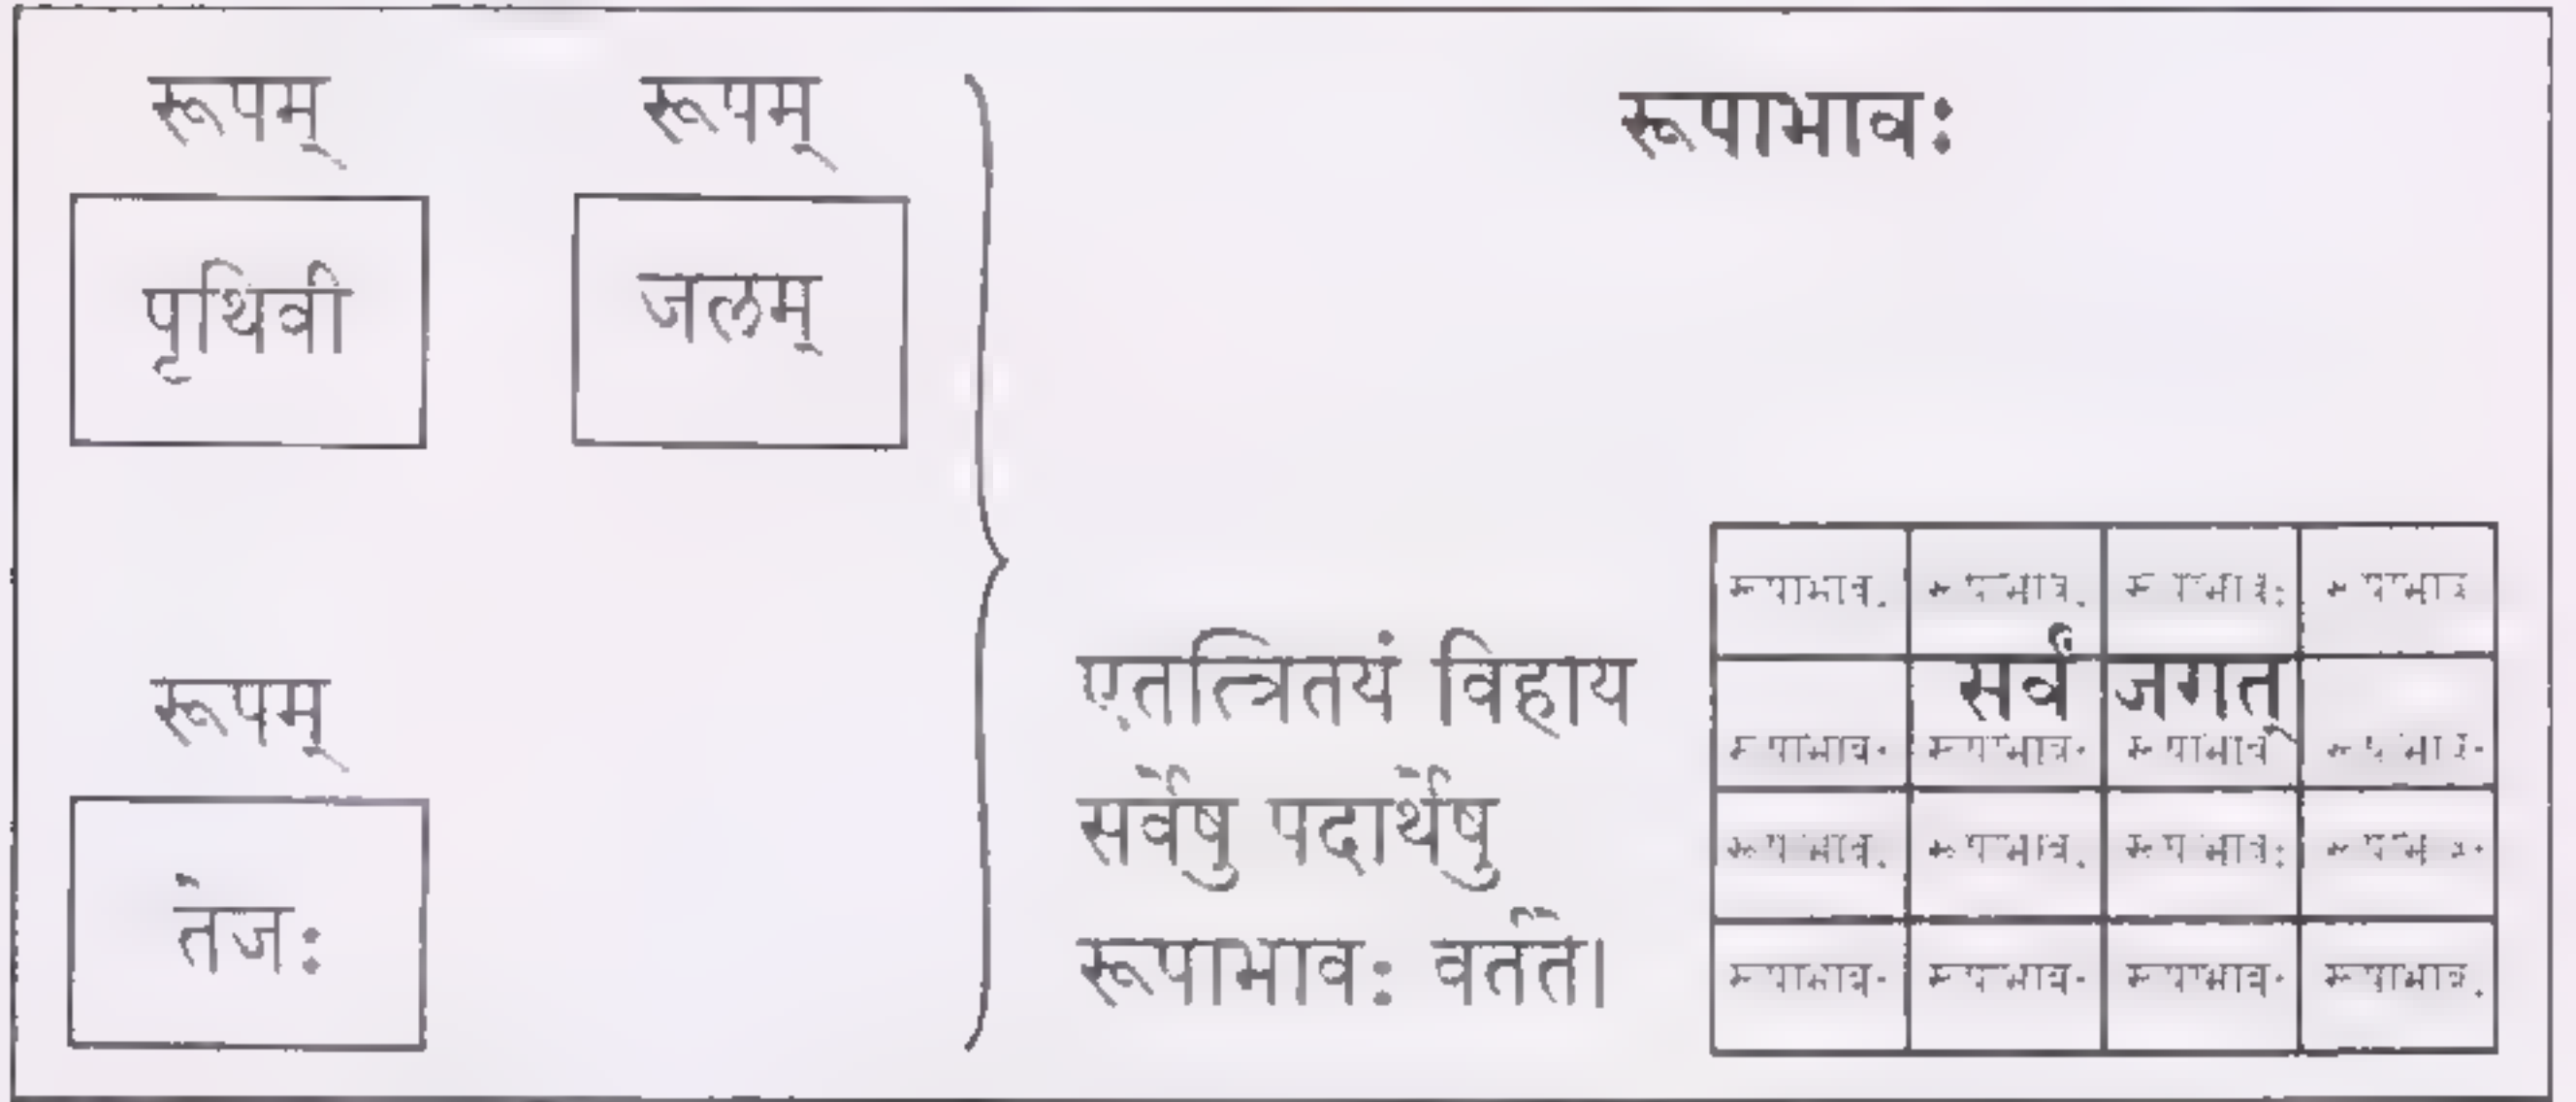 रूपम् रूपम्
पृथिवी जलम्
रूपम्
तेजः
रूपाभावः
एतत्त्रितयं विहाय
सर्वेषु पदार्थेषु
रूपाभावः वर्तते।
रूपाभावः रूपाभावः रूपाभावः रूपाभावः
सर्वं जगत्
रूपाभावः रूपाभावः रूपाभावः रूपाभावः
रूपाभावः रूपाभावः रूपाभावः रूपाभावः
रूपाभावः रूपाभावः रूपाभावः रूपाभावः